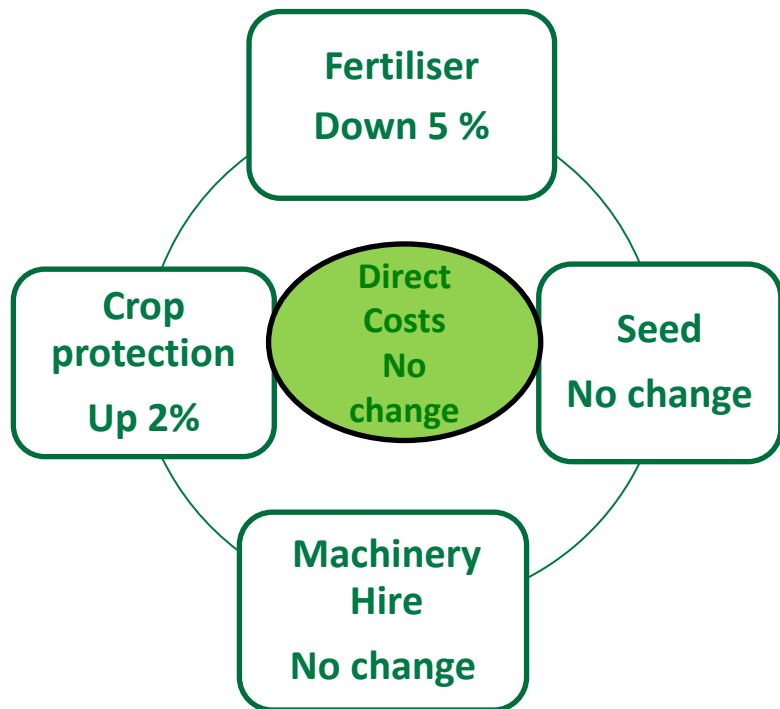 Fertiliser
Down 5 %
Direct
Costs
No
change
Crop
protection
Up 2%
Seed
No change
Machinery
Hire
No change